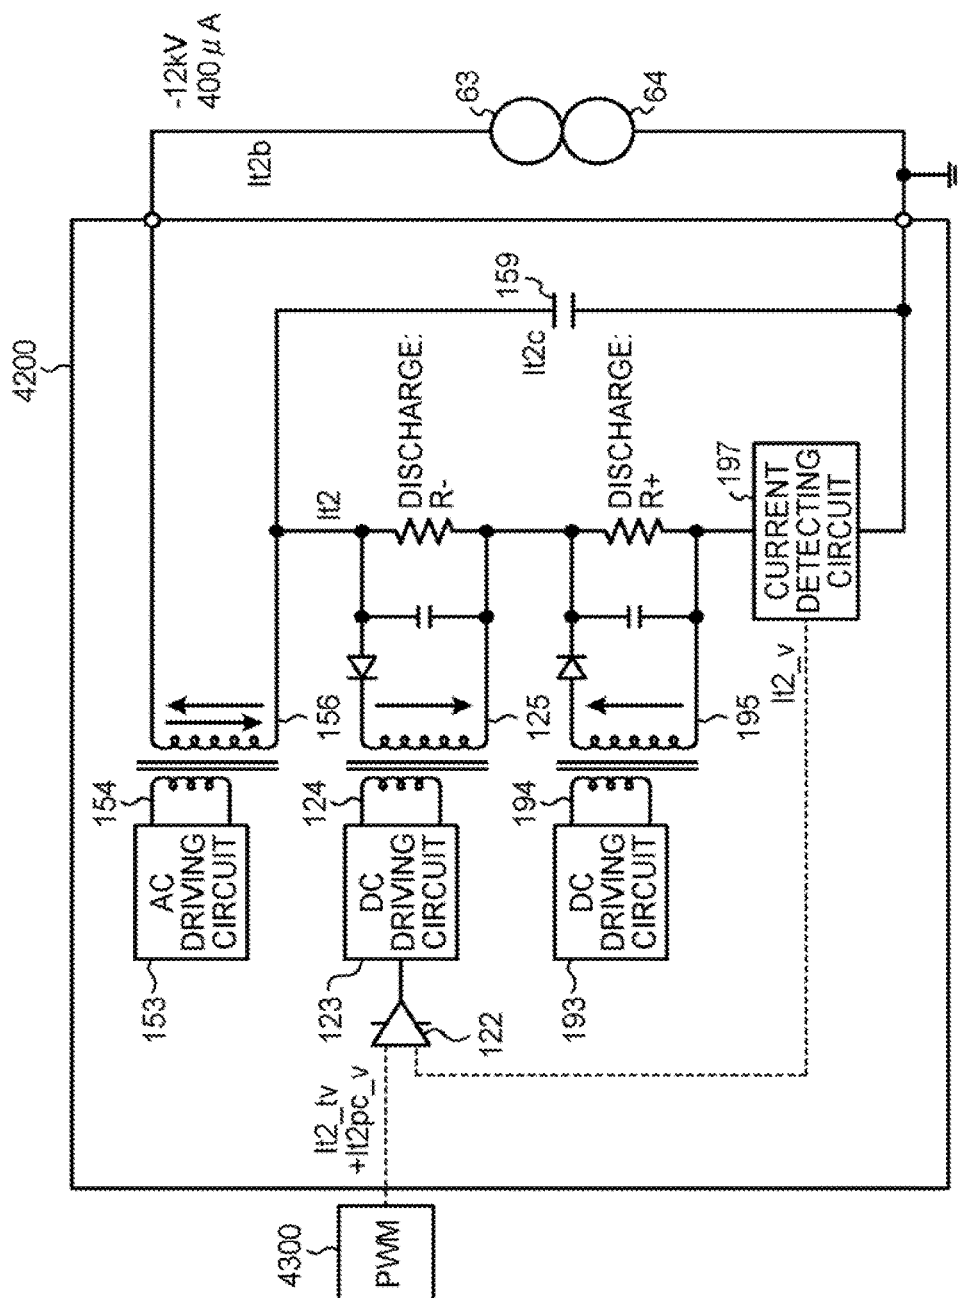 4200
-12kV
400μA
It2b
63
64
159
It2c
DISCHARGE:
R-
DISCHARGE:
R+
It2
197
CURRENT
DETECTING
CIRCUIT
It2_v
156
125
195
154
124
194
AC
DRIVING
CIRCUIT
DC
DRIVING
CIRCUIT
DC
DRIVING
CIRCUIT
153
123
193
122
It2_tv
+It2pc_v
4300
PWM